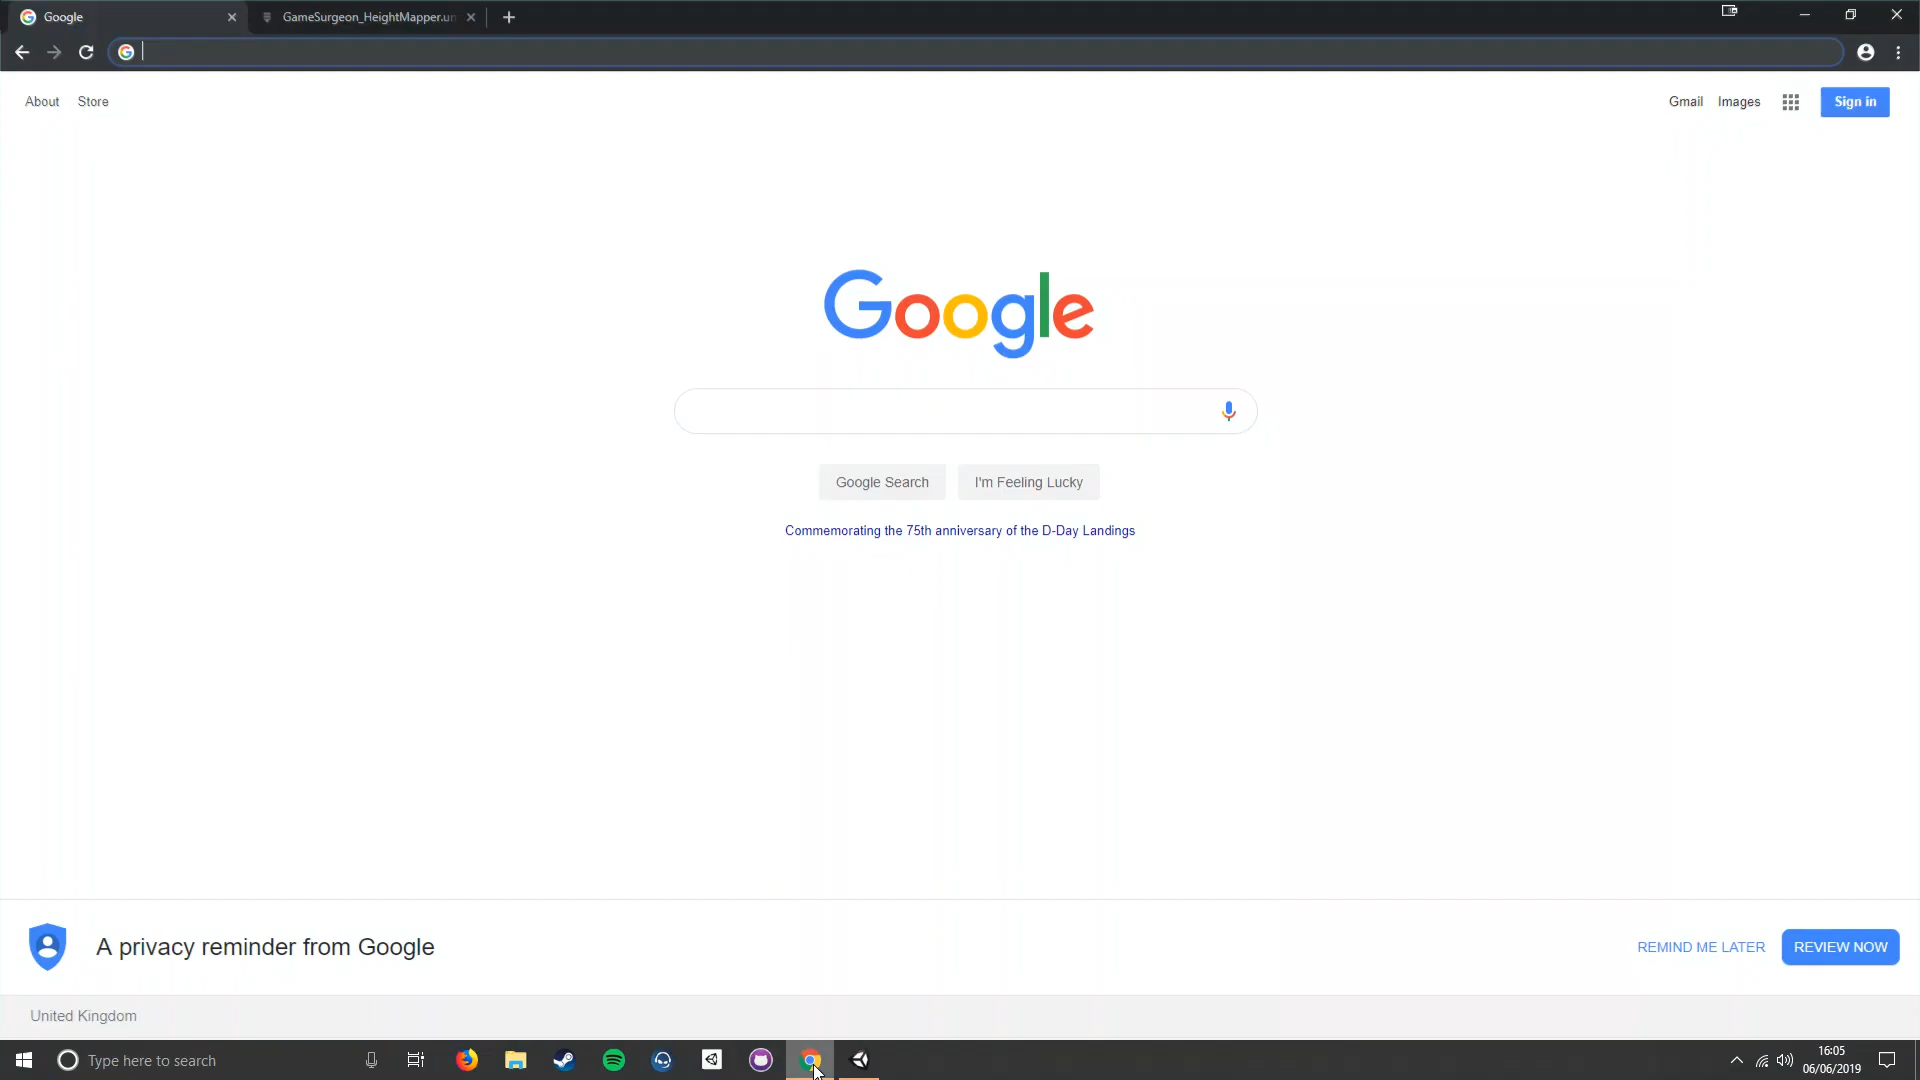 Google
GameSurgeon_HeightMapper.un
About Store
Gmail Images Sign in
Google
Google Search I'm Feeling Lucky
Commemorating the 75th anniversary of the D-Day Landings
A privacy reminder from Google
REMIND ME LATER REVIEW NOW
United Kingdom
Type here to search
16:05
06/06/2019